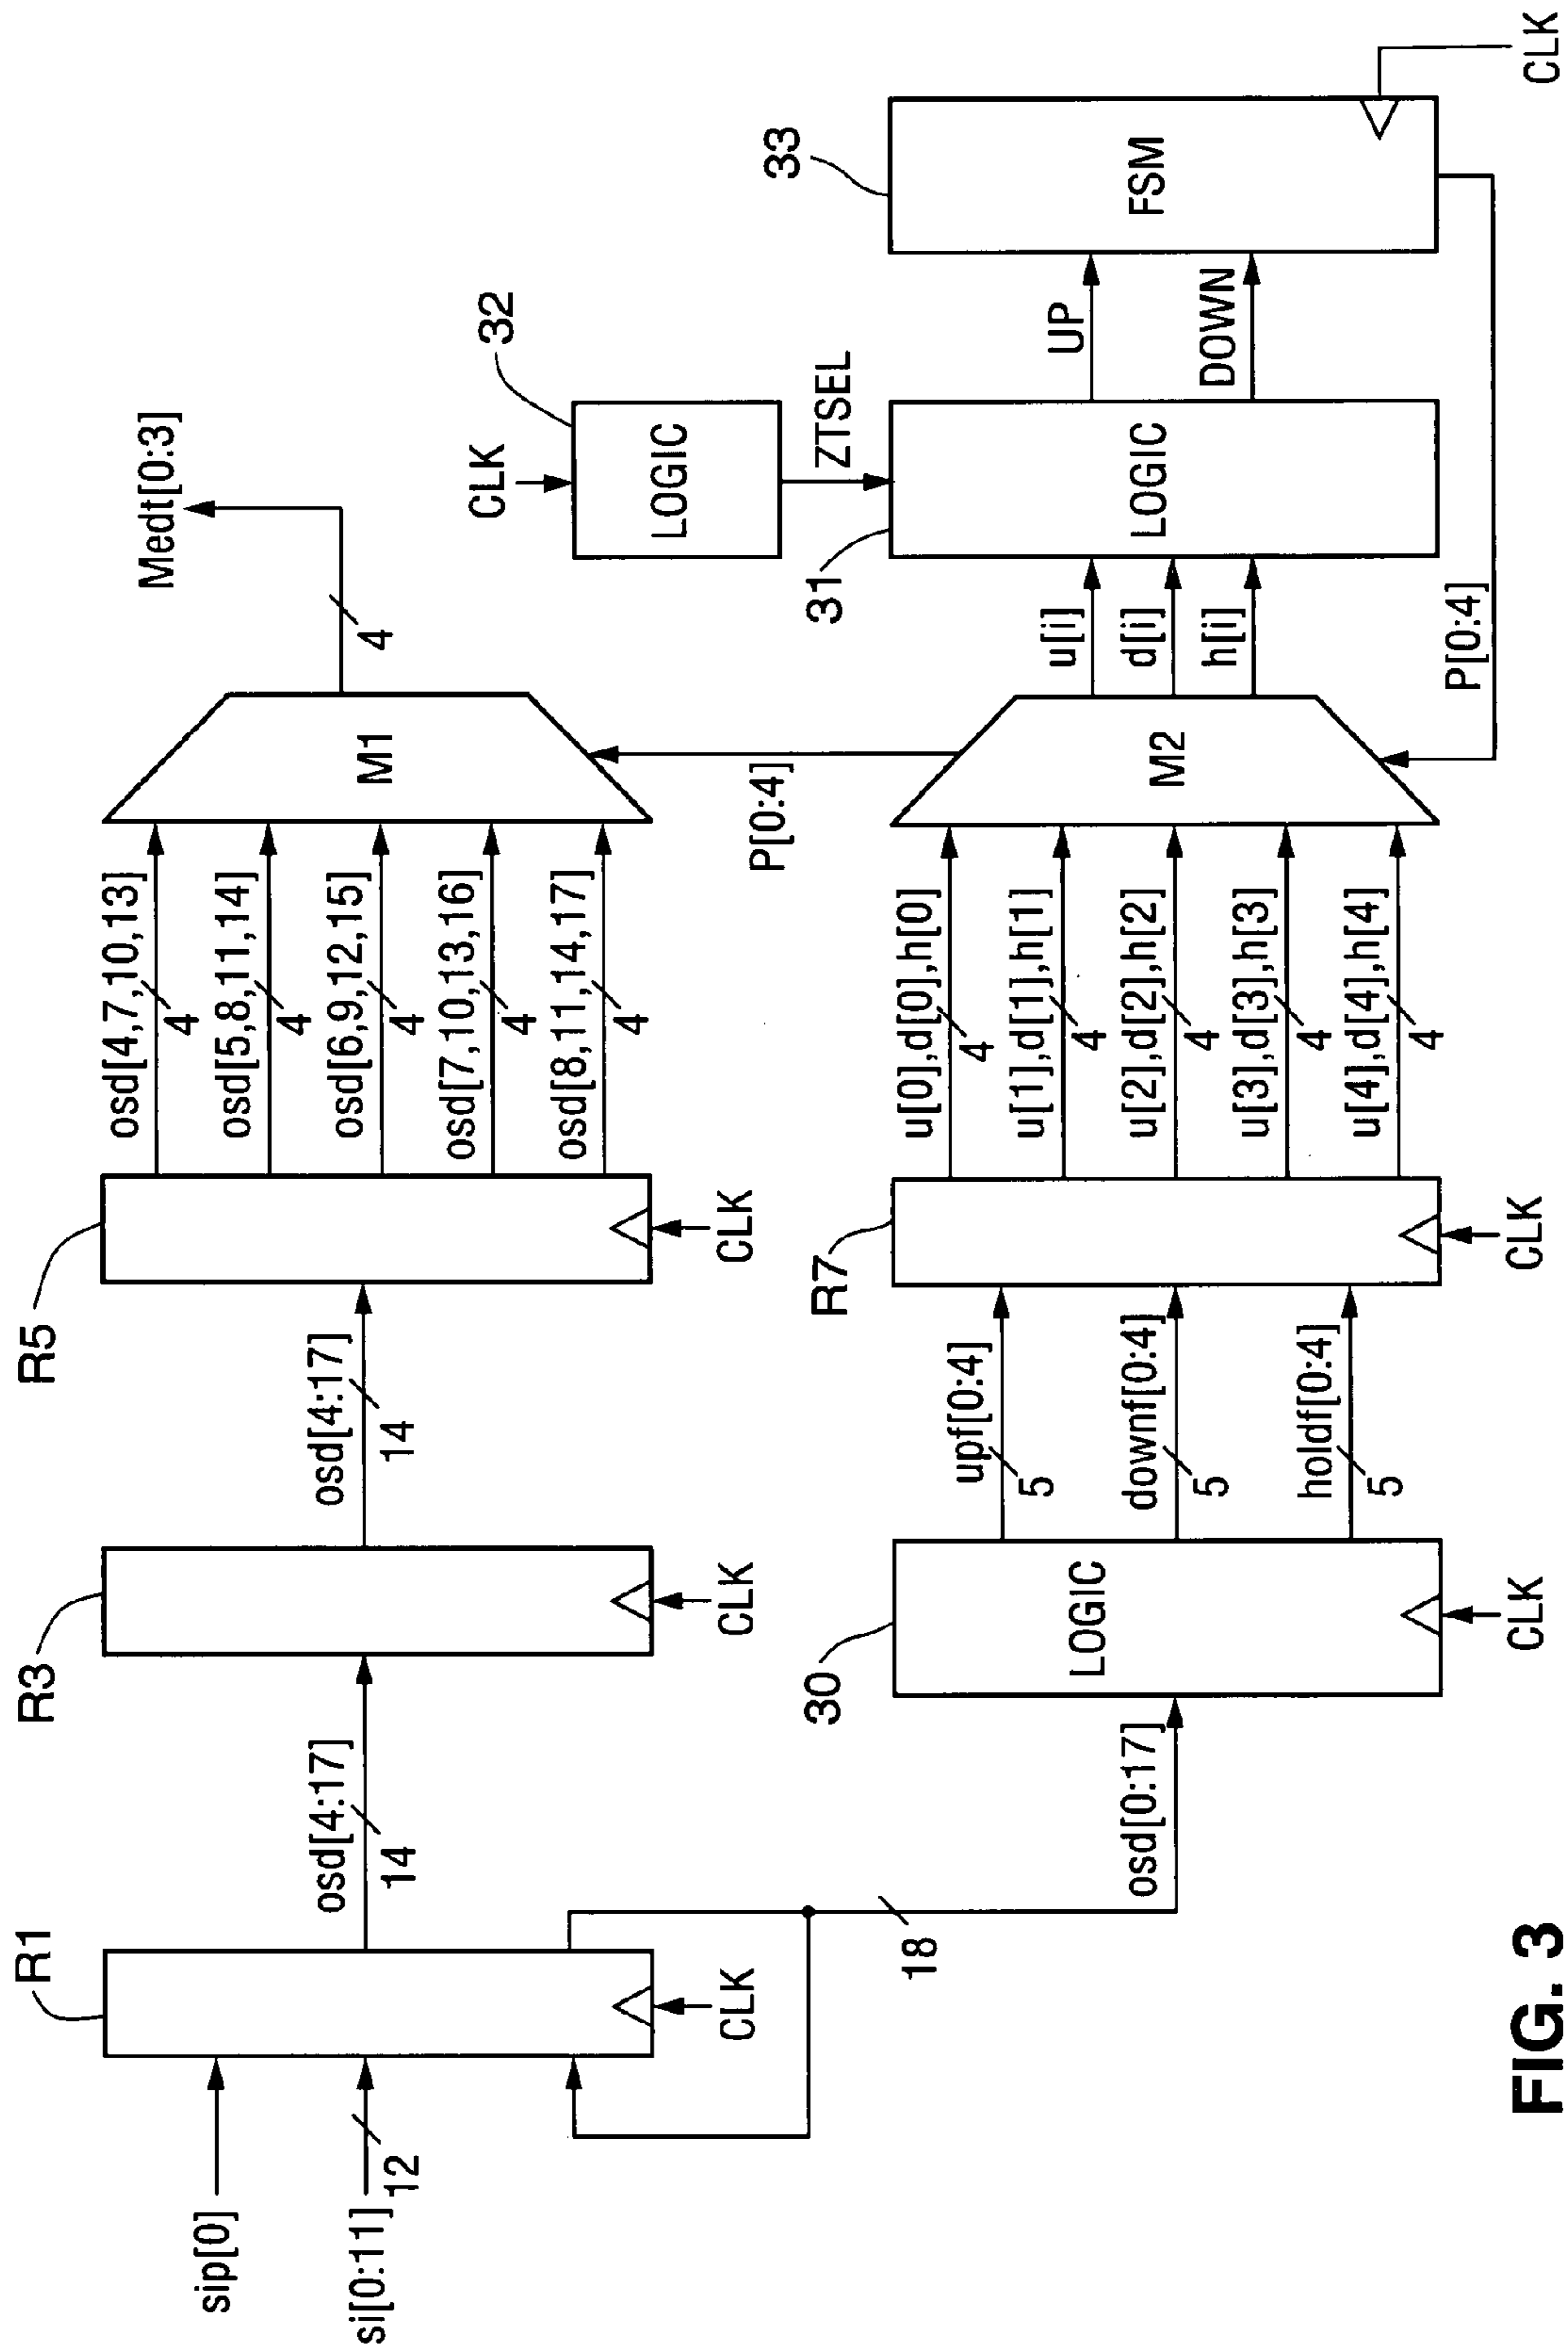 R1
R3
R5
sip[0]
si[0:11]
12
CLK
osd[4:17]
14
CLK
osd[4:17]
14
CLK
osd[4,7,10,13]
4
osd[5,8,11,14]
4
osd[6,9,12,15]
4
osd[7,10,13,16]
4
osd[8,11,14,17]
4
M1
4
Medt[0:3]
P[0:4]
CLK
LOGIC
32
ZTSEL
18
osd[0:17]
30
LOGIC
CLK
upf[0:4]
5
downf[0:4]
5
holdf[0:4]
5
R7
CLK
u[0],d[0],h[0]
4
u[1],d[1],h[1]
4
u[2],d[2],h[2]
4
u[3],d[3],h[3]
4
u[4],d[4],h[4]
4
M2
u[i]
d[i]
h[i]
31
LOGIC
UP
DOWN
33
FSM
CLK
P[0:4]
FIG. 3